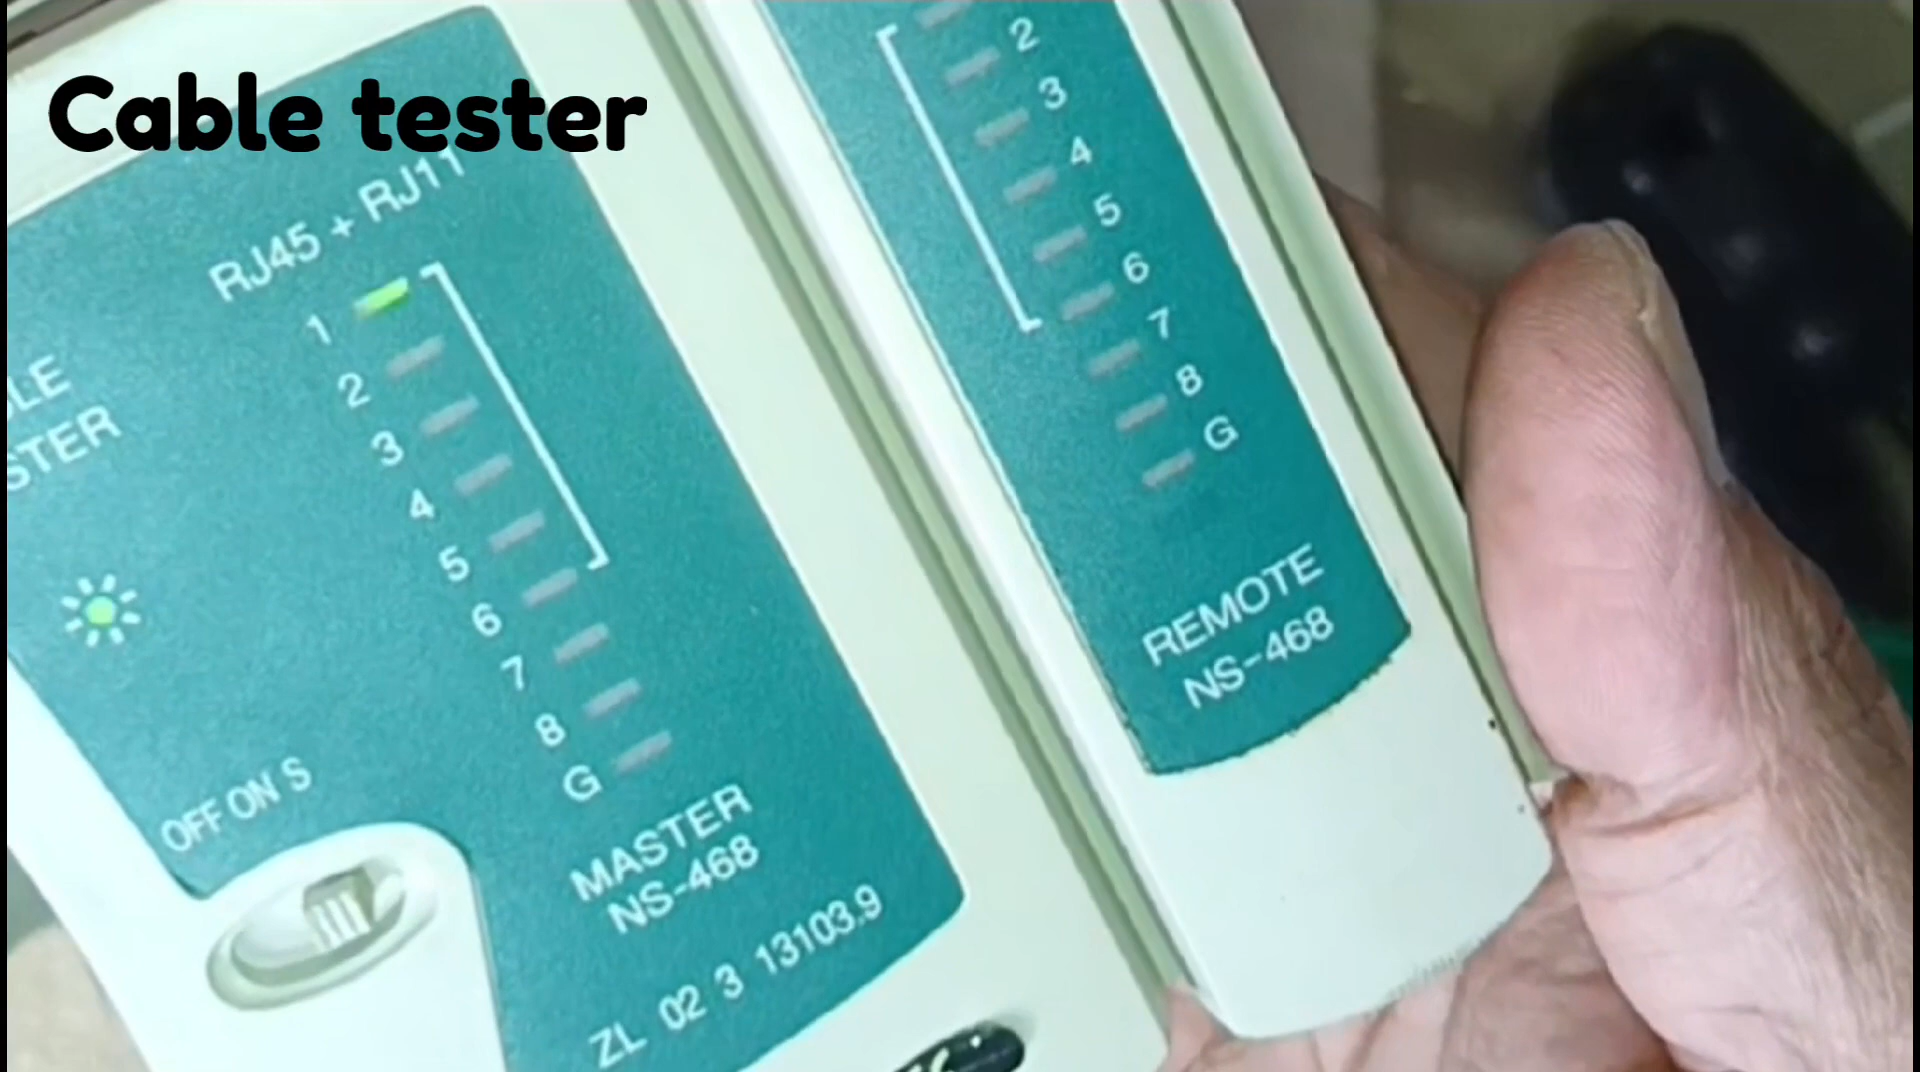 Cable tester
RJ45 + RJ11
1
2
3
4
5
6
7
8
G
STER
OFF ON S
MASTER
NS-468
ZL 02 3 13103.9
2
3
4
5
6
7
8
G
REMOTE
NS-468